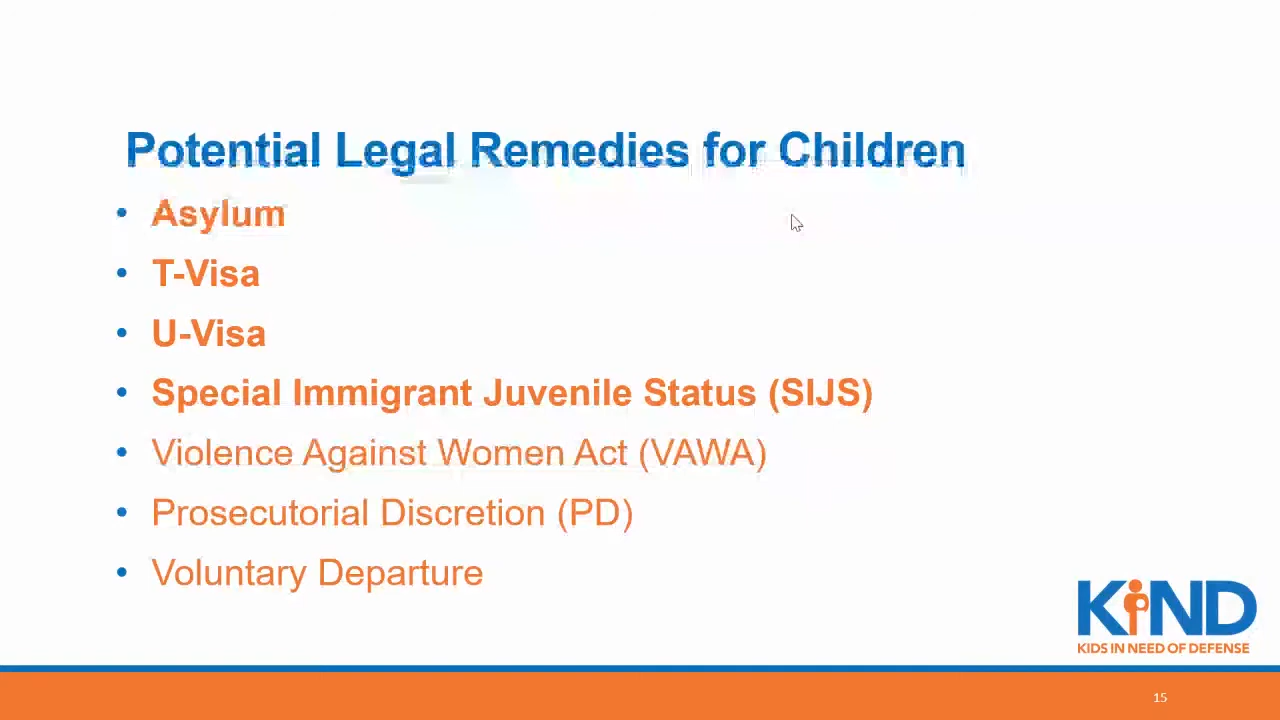 Potential Legal Remedies for Children
• Asylum
• T-Visa
• U-Visa
• Special Immigrant Juvenile Status (SIJS)
• Violence Against Women Act (VAWA)
• Prosecutorial Discretion (PD)
• Voluntary Departure
KiND
KIDS IN NEED OF DEFENSE
15